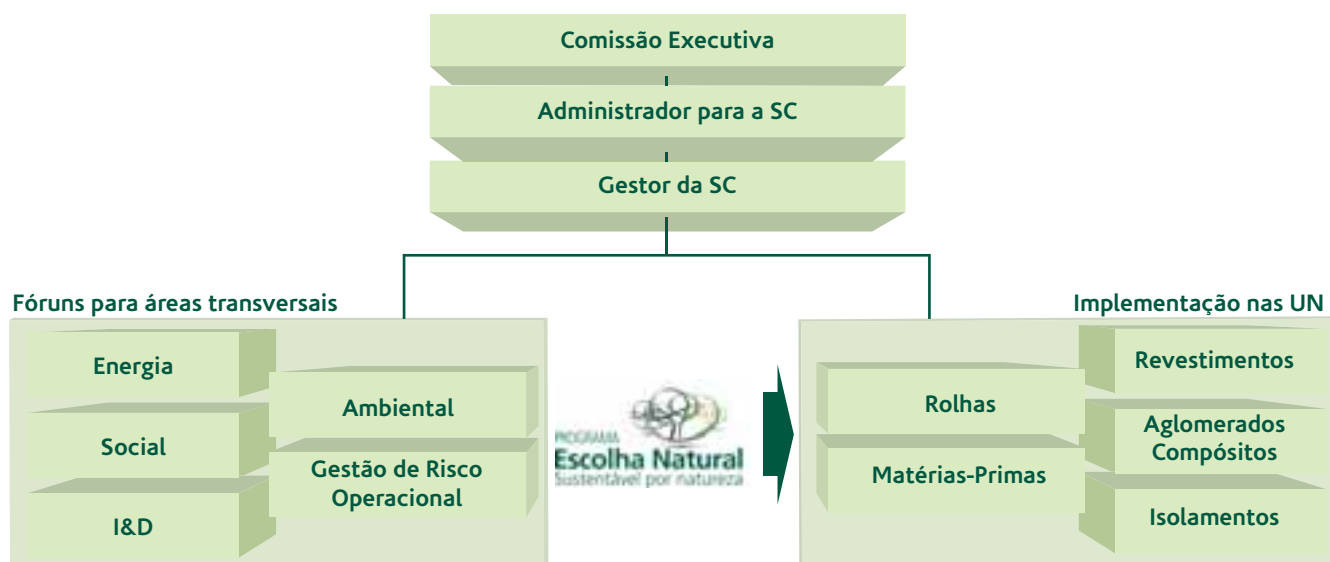 Comissão Executiva
Administrador para a SC
Gestor da SC
Fóruns para áreas transversais
Energia
Social
I&D
Ambiental
Gestão de Risco
Operacional
PROGRAMA
Escolha Natural
Sustentável por natureza
Implementação nas UN
Rolhas
Matérias-Primas
Revestimentos
Aglomerados
Compósitos
Isolamentos